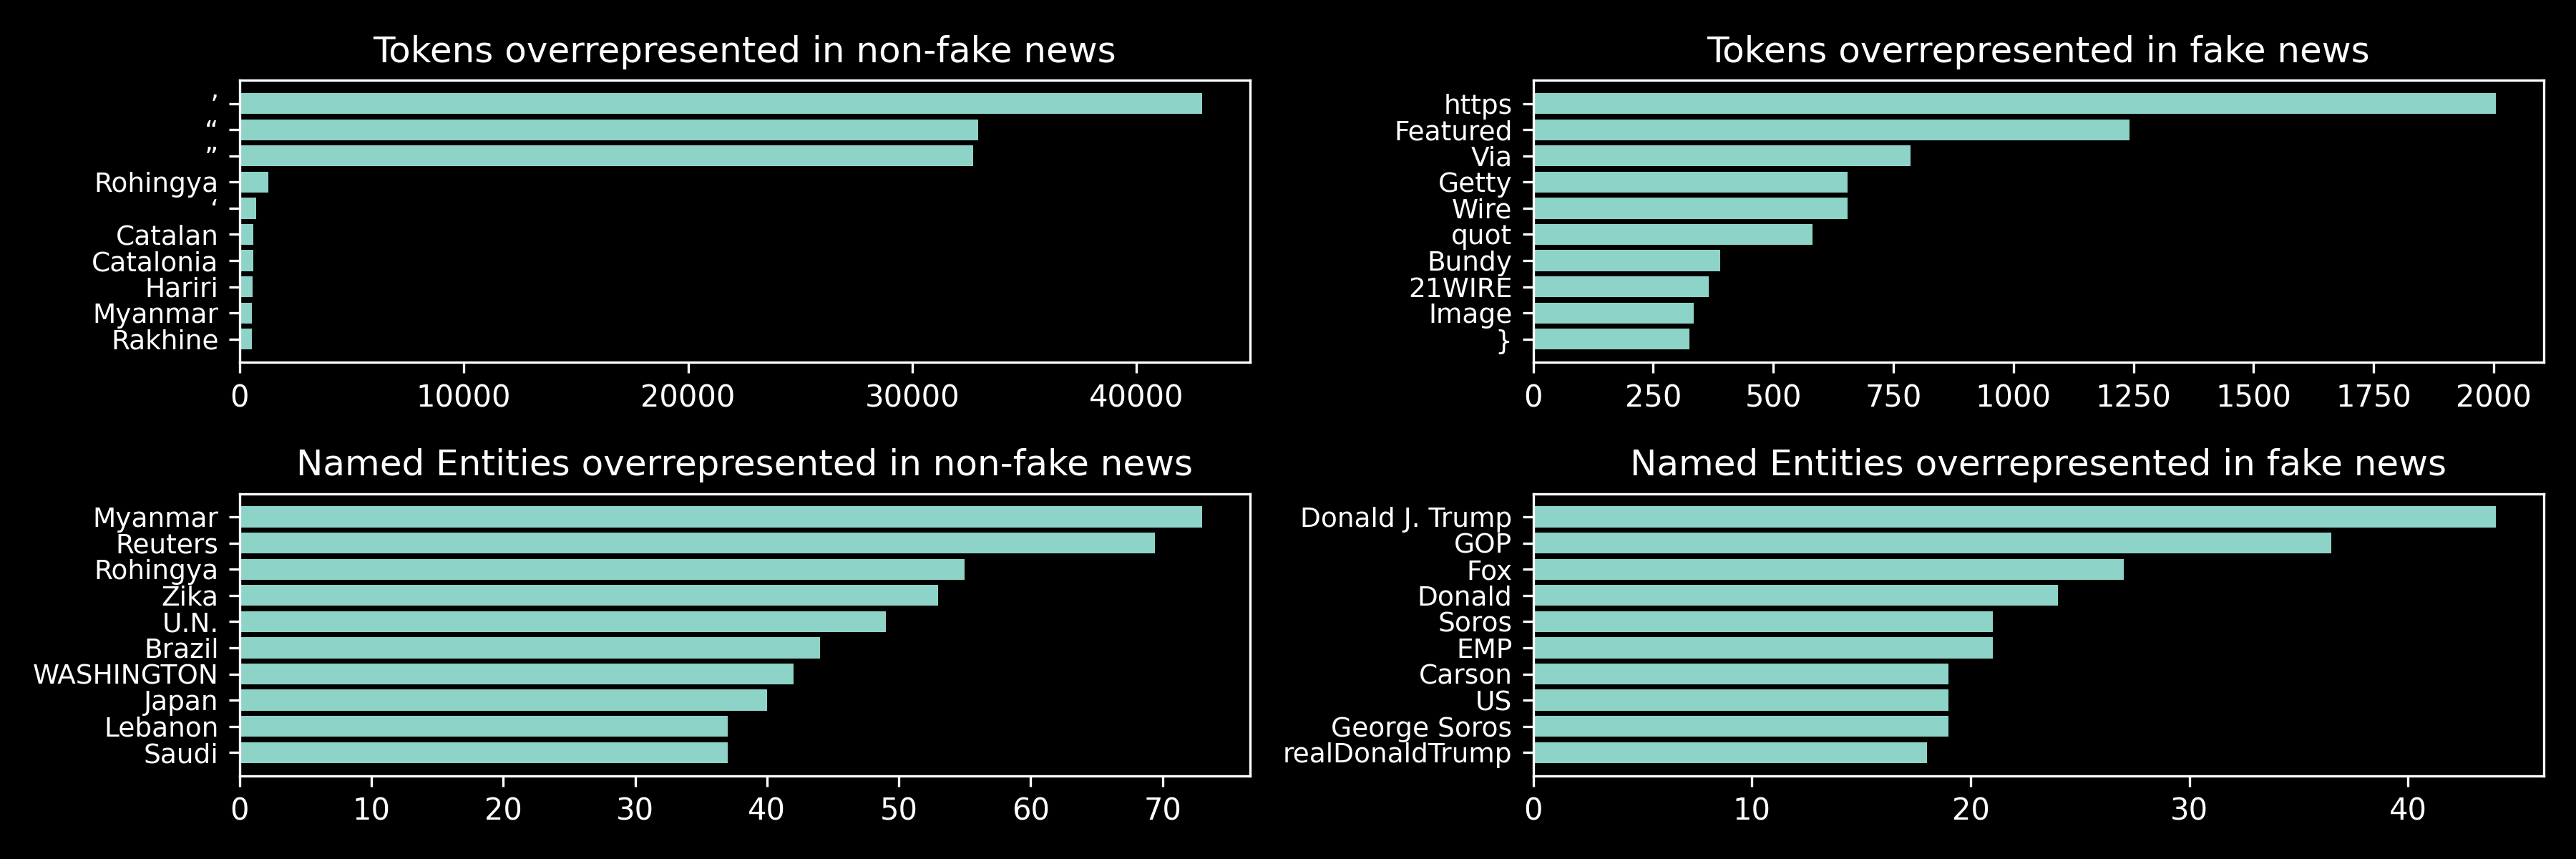 Tokens overrepresented in non-fake news
’
“
”
Rohingya
‘
Catalan
Catalonia
Hariri
Myanmar
Rakhine
0 10000 20000 30000 40000
Tokens overrepresented in fake news
https
Featured
Via
Getty
Wire
quot
Bundy
21WIRE
Image
}
0 250 500 750 1000 1250 1500 1750 2000
Named Entities overrepresented in non-fake news
Myanmar
Reuters
Rohingya
Zika
U.N.
Brazil
WASHINGTON
Japan
Lebanon
Saudi
0 10 20 30 40 50 60 70
Named Entities overrepresented in fake news
Donald J. Trump
GOP
Fox
Donald
Soros
EMP
Carson
US
George Soros
realDonaldTrump
0 10 20 30 40